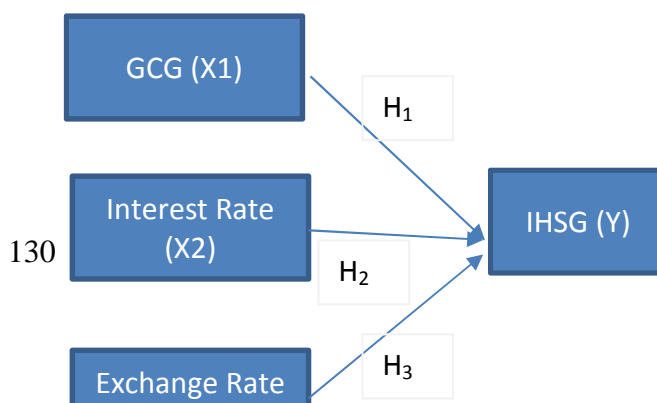 GCG (X1)
H₁
Interest Rate
(X2)
IHSG (Y)
130
H₂
H₃
Exchange Rate